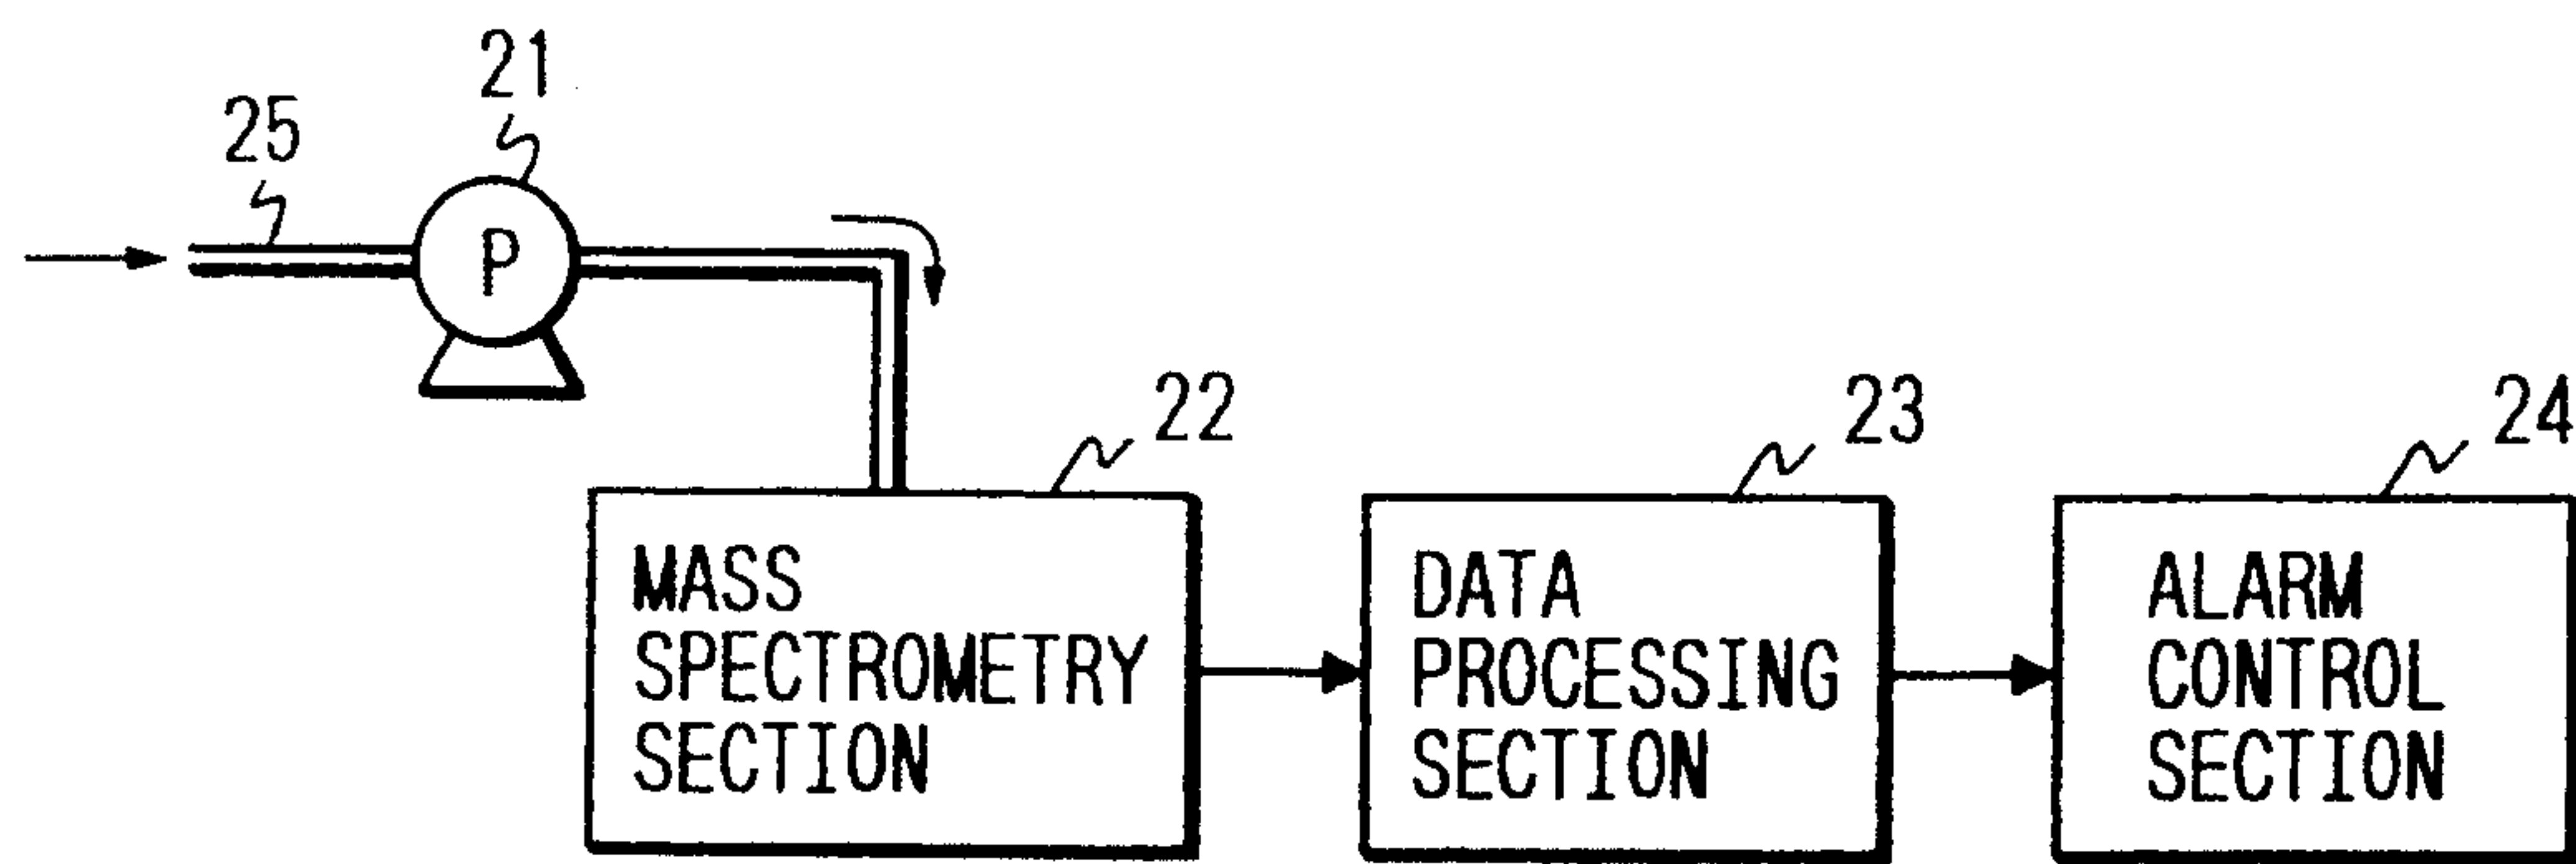 21
25
P
22
23
24
MASS
SPECTROMETRY
SECTION
DATA
PROCESSING
SECTION
ALARM
CONTROL
SECTION